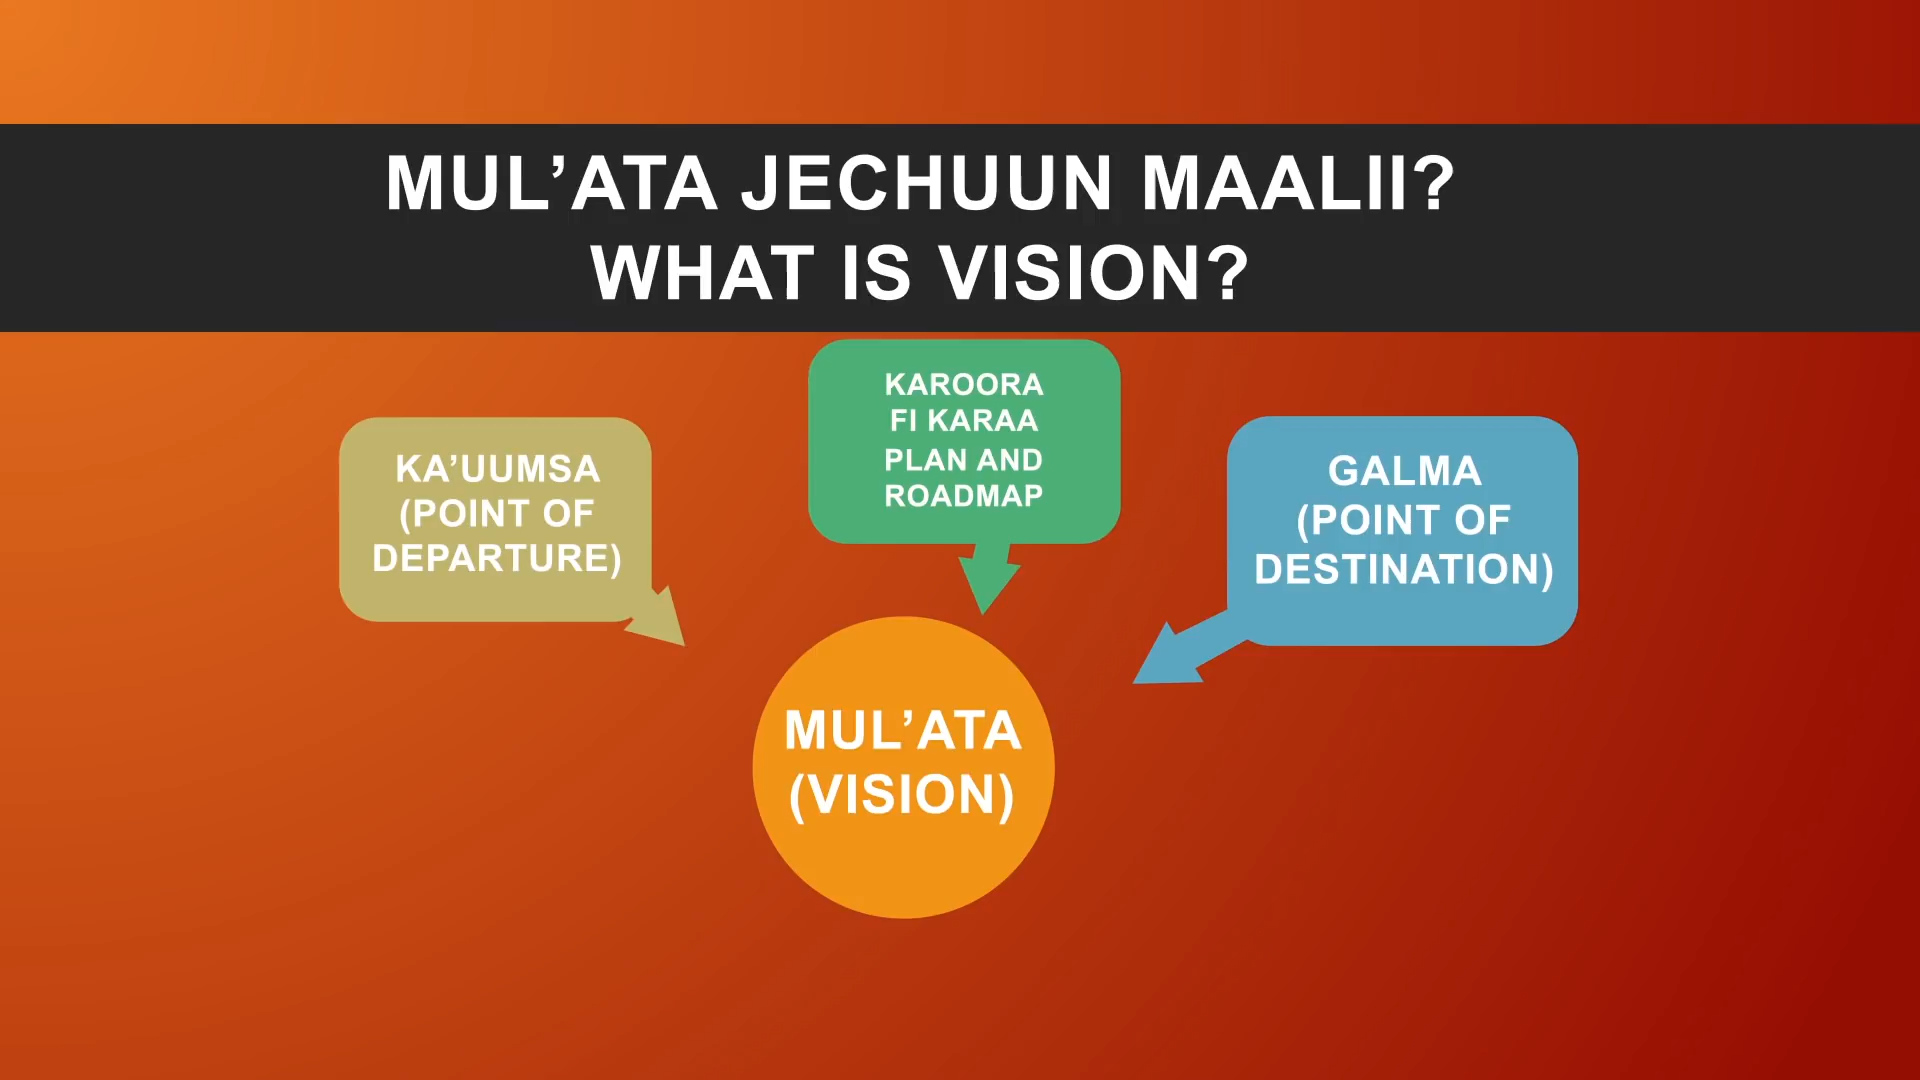 MUL’ATA JECHUUN MAALII?
WHAT IS VISION?
KA’UUMSA
(POINT OF
DEPARTURE)
KAROORA
FI KARAA
PLAN AND
ROADMAP
GALMA
(POINT OF
DESTINATION)
MUL’ATA
(VISION)